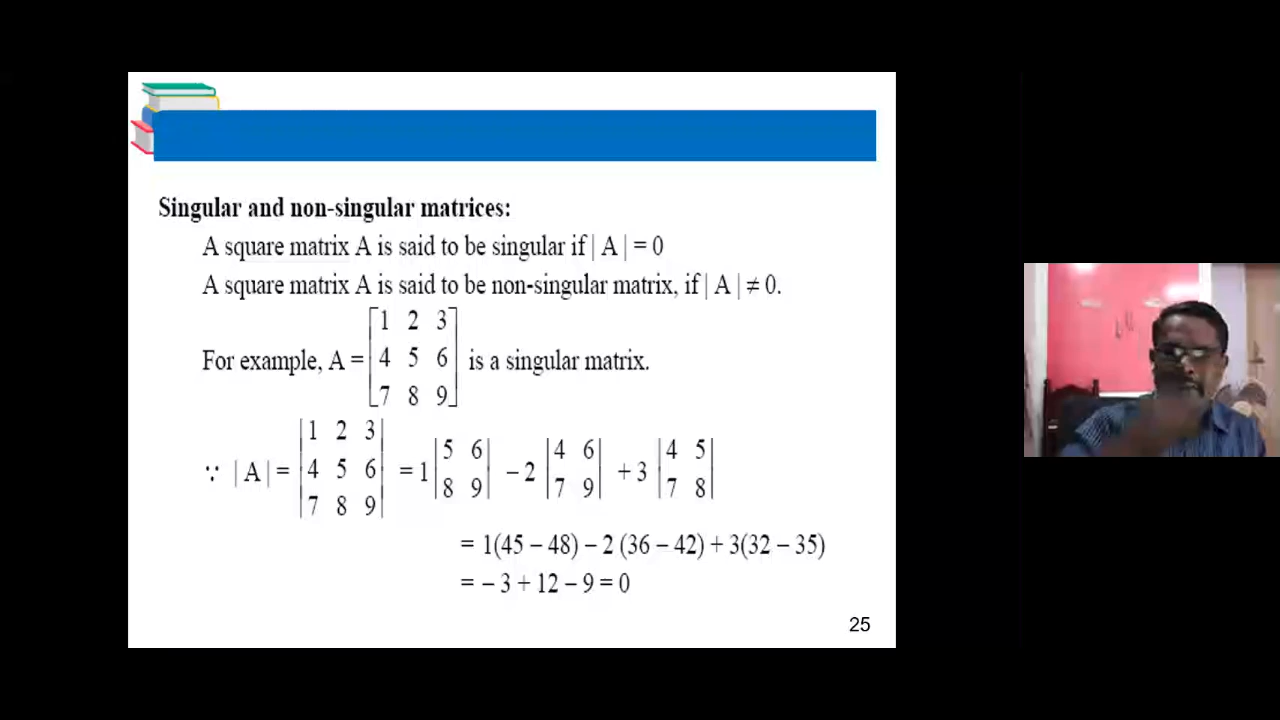 Singular and non-singular matrices:
A square matrix A is said to be singular if | A | = 0
A square matrix A is said to be non-singular matrix, if | A | ≠ 0.
For example, A = [1 2 3; 4 5 6; 7 8 9] is a singular matrix.
∵ | A | = |1 2 3; 4 5 6; 7 8 9| = 1 |5 6; 8 9| − 2 |4 6; 7 9| + 3 |4 5; 7 8|
= 1(45 − 48) − 2 (36 − 42) + 3(32 − 35)
= − 3 + 12 − 9 = 0
25